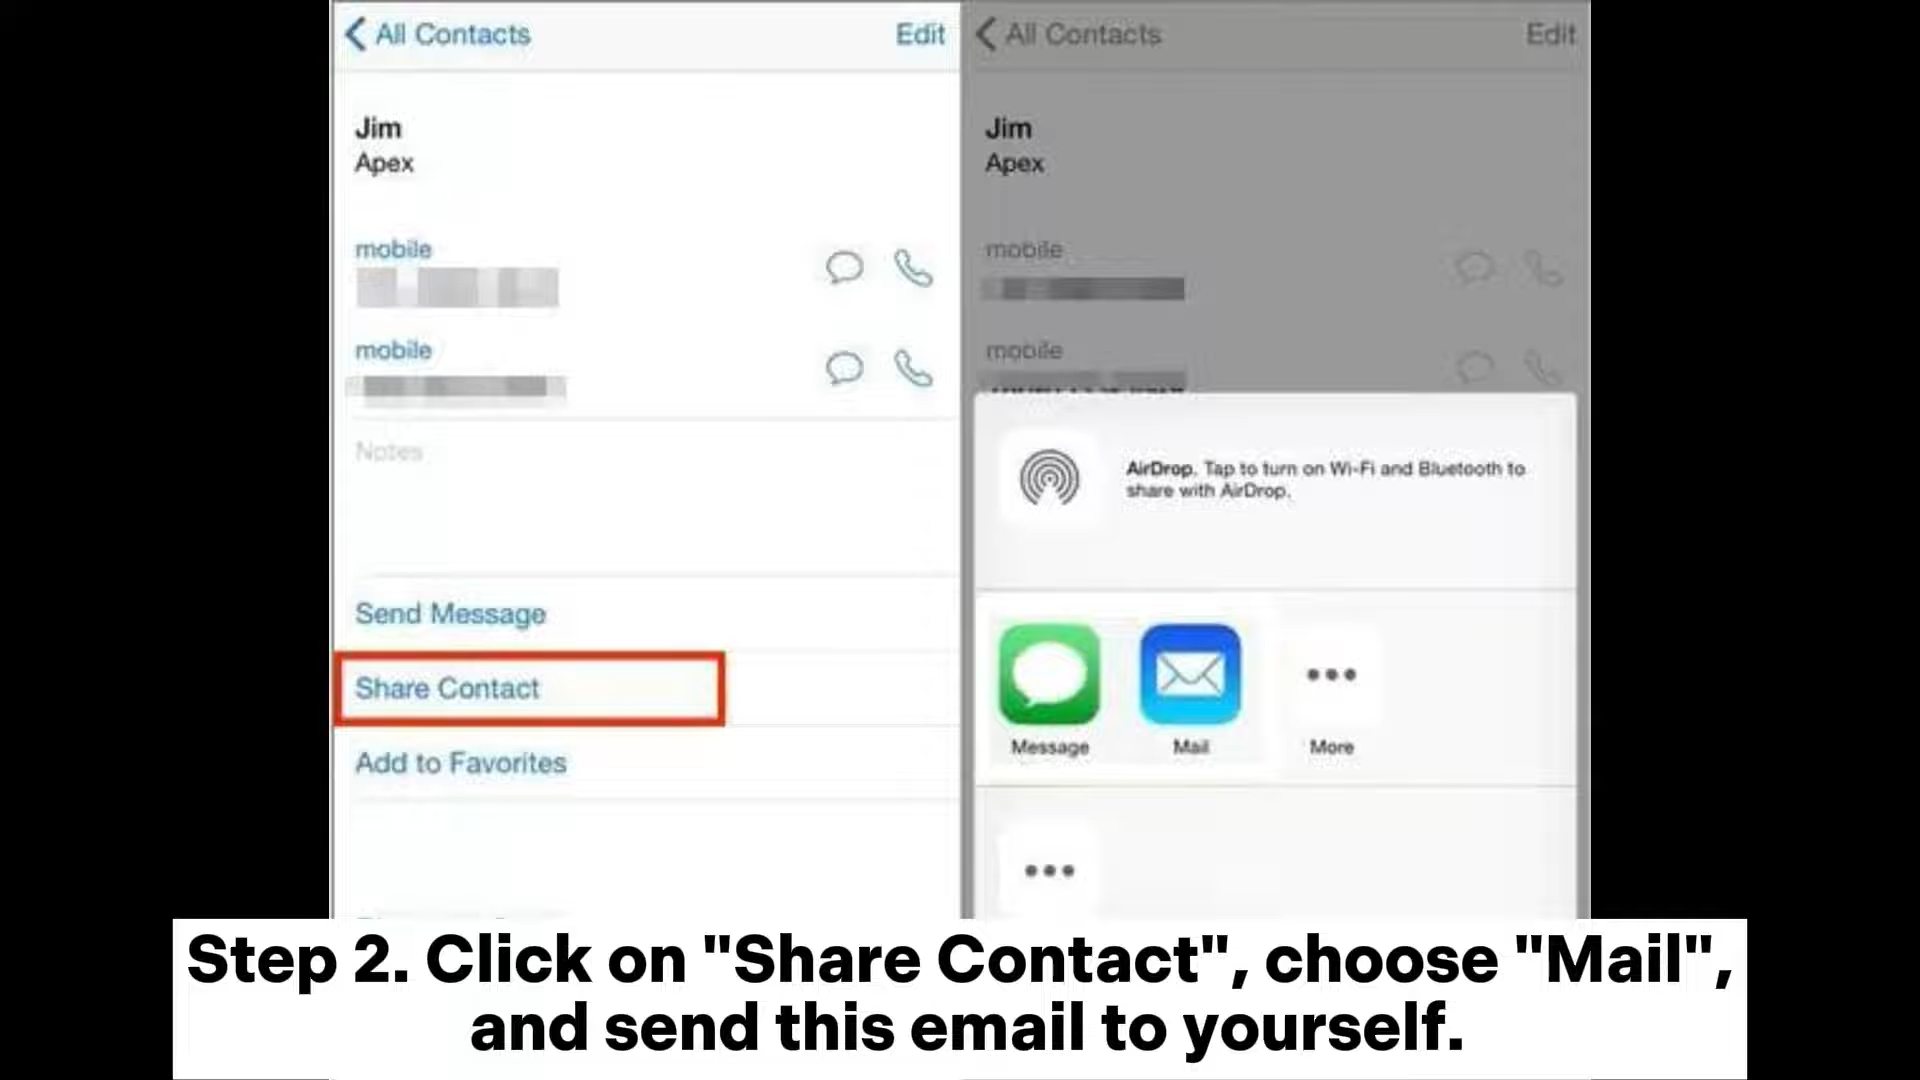 All Contacts
Edit
Jim
Apex
mobile
mobile
Notes
Send Message
Share Contact
Add to Favorites
All Contacts
Edit
Jim
Apex
mobile
mobile
AirDrop. Tap to turn on Wi-Fi and Bluetooth to
share with AirDrop.
Message
Mail
More
Step 2. Click on "Share Contact", choose "Mail",
and send this email to yourself.